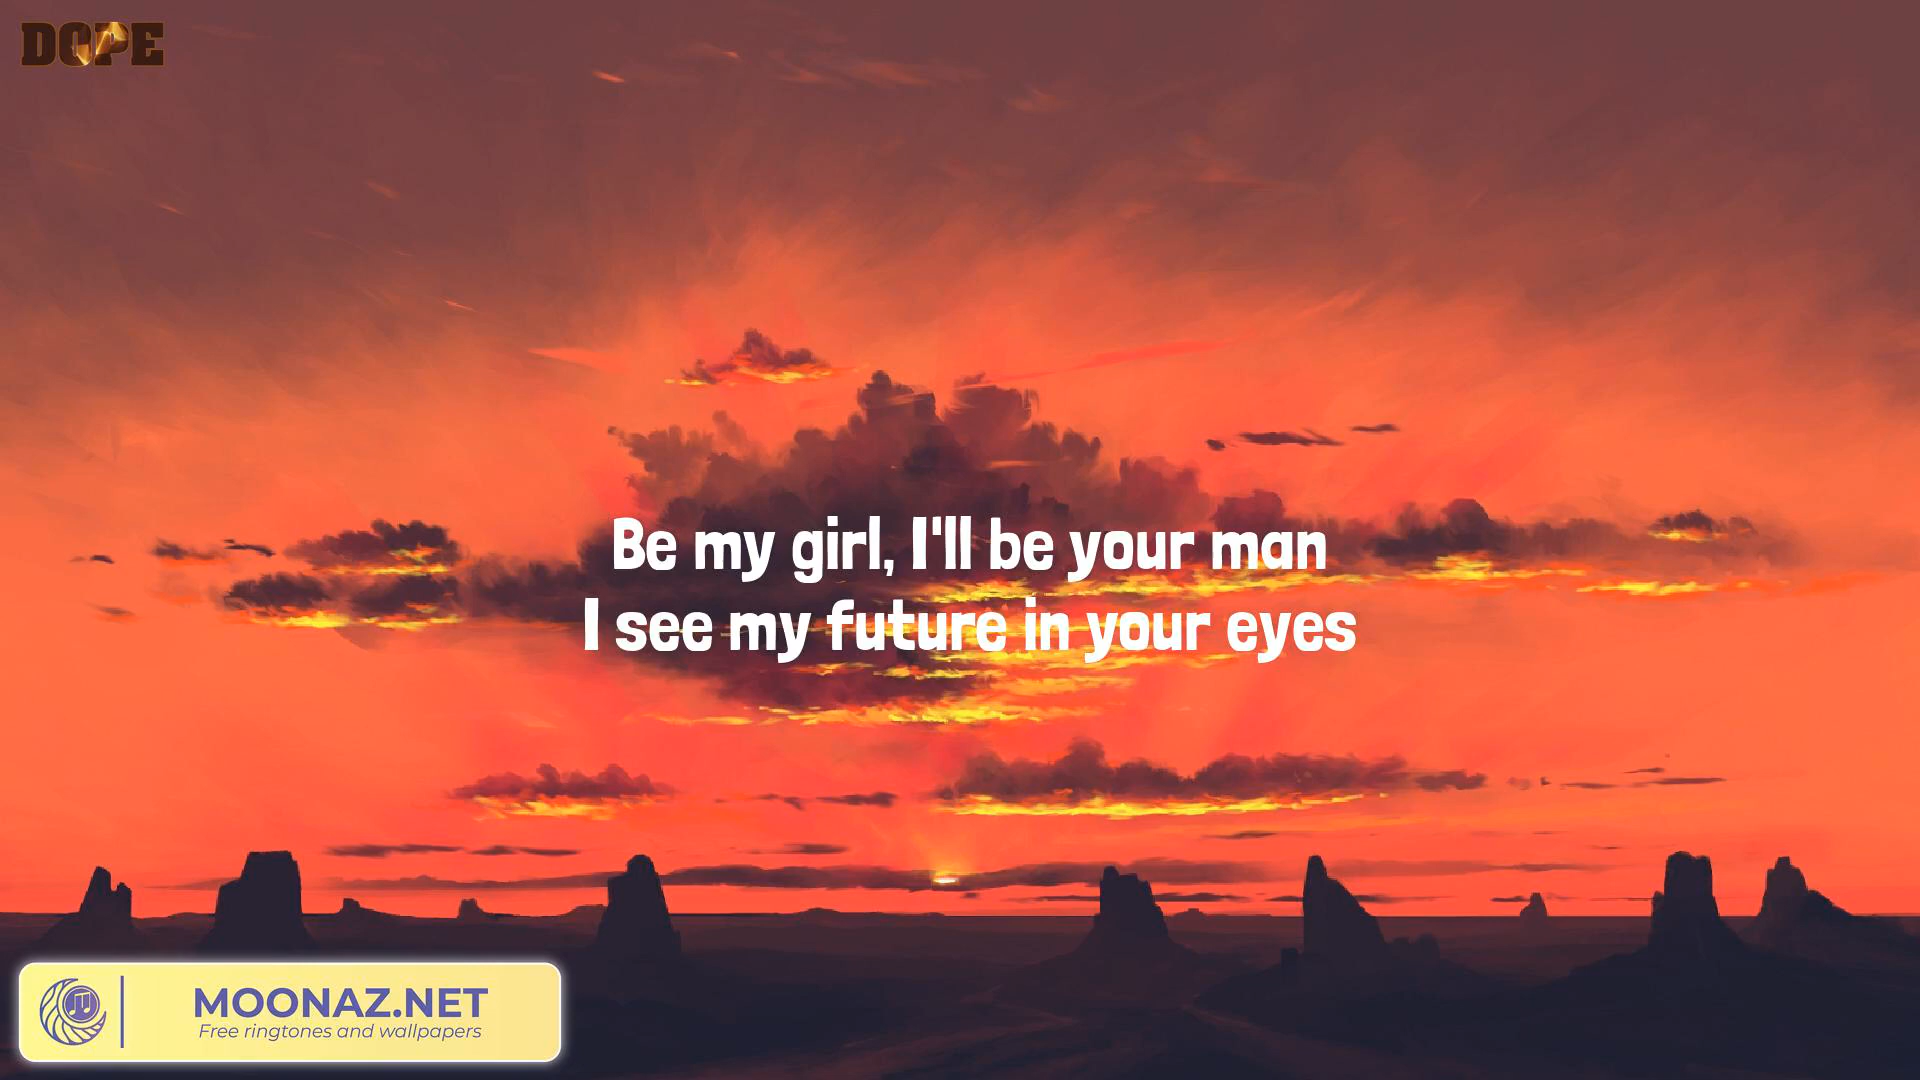 DOPE
Be my girl, I'll be your man
I see my future in your eyes
MOONAZ.NET
Free ringtones and wallpapers